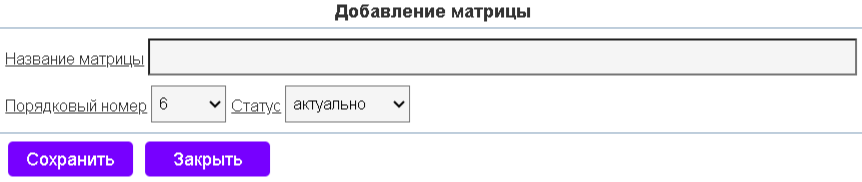 Добавление матрицы
Название матрицы
Порядковый номер 6 Статус актуально
Сохранить Закрыть